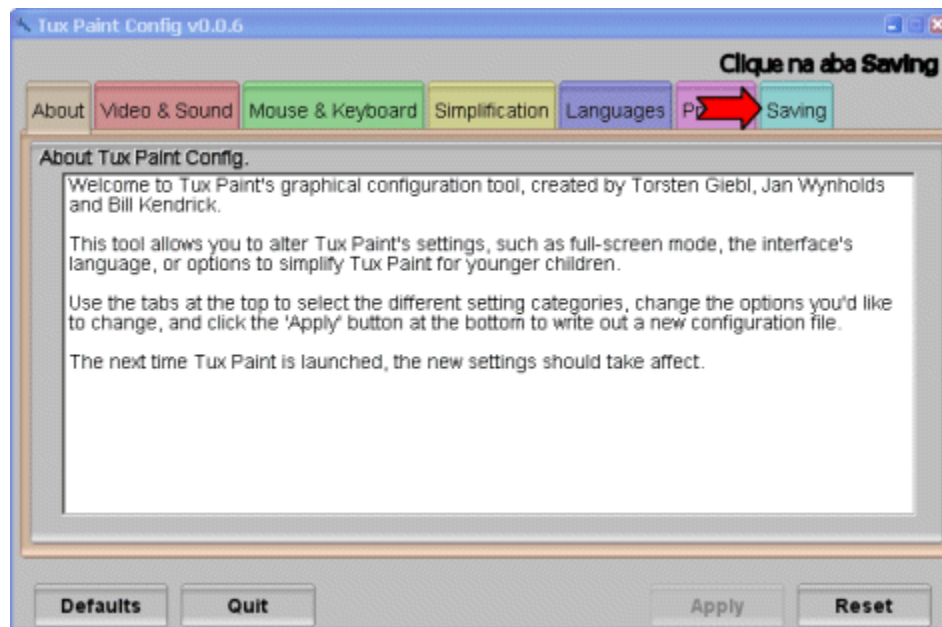 Tux Paint Config v0.0.6
Clique na aba Saving
About Video & Sound Mouse & Keyboard Simplification Languages Saving
About Tux Paint Config.
Welcome to Tux Paint's graphical configuration tool, created by Torsten Giebl, Jan Wynholds
and Bill Kendrick.
This tool allows you to alter Tux Paint's settings, such as full-screen mode, the interface's
language, or options to simplify Tux Paint for younger children.
Use the tabs at the top to select the different setting categories, change the options you'd like
to change, and click the 'Apply' button at the bottom to write out a new configuration file.
The next time Tux Paint is launched, the new settings should take affect.
Defaults Quit Apply Reset